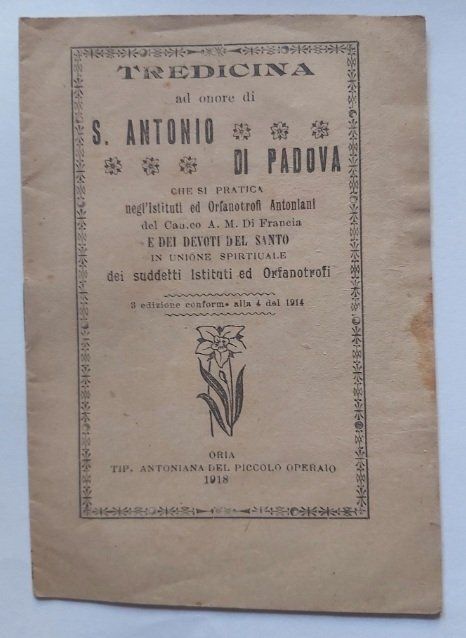 TREDICINA
ad onore di
S. ANTONIO
DI PADOVA
CHE SI PRATICA
negl'Istituti ed Orfanotrofi Antoniani
del Can.co A. M. Di Francia
E DEI DEVOTI DEL SANTO
IN UNIONE SPIRTUALE
dei suddetti Istituti ed Orfanotrofi
3 edizione conforme alla 4 del 1914
ORIA
TIP. ANTONIANA DEL PICCOLO OPERAIO
1918